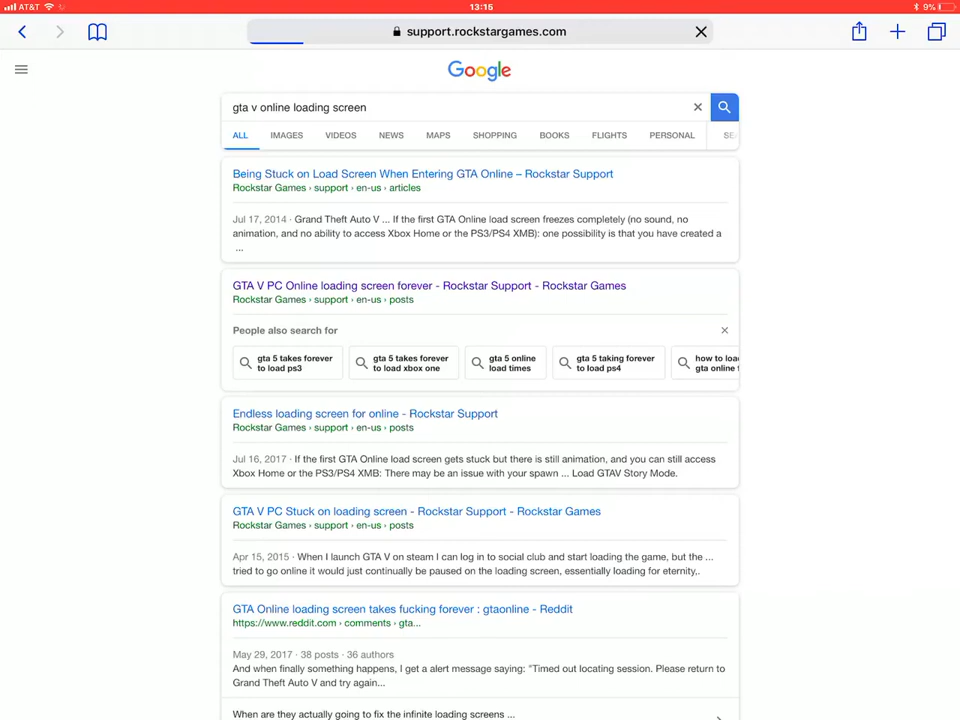 AT&T 13:15 9%
support.rockstargames.com
Google
gta v online loading screen
ALL IMAGES VIDEOS NEWS MAPS SHOPPING BOOKS FLIGHTS PERSONAL SE
Being Stuck on Load Screen When Entering GTA Online – Rockstar Support
Rockstar Games › support › en-us › articles
Jul 17, 2014 · Grand Theft Auto V ... If the first GTA Online load screen freezes completely (no sound, no
animation, and no ability to access Xbox Home or the PS3/PS4 XMB): one possibility is that you have created a
...
GTA V PC Online loading screen forever - Rockstar Support - Rockstar Games
Rockstar Games › support › en-us › posts
People also search for
gta 5 takes forever gta 5 takes forever gta 5 online gta 5 taking forever how to loa
to load ps3 to load xbox one load times to load ps4 gta online f
Endless loading screen for online - Rockstar Support
Rockstar Games › support › en-us › posts
Jul 16, 2017 · If the first GTA Online load screen gets stuck but there is still animation, and you can still access
Xbox Home or the PS3/PS4 XMB: There may be an issue with your spawn ... Load GTAV Story Mode.
GTA V PC Stuck on loading screen - Rockstar Support - Rockstar Games
Rockstar Games › support › en-us › posts
Apr 15, 2015 · When I launch GTA V on steam I can log in to social club and start loading the game, but the ...
tried to go online it would just continually be paused on the loading screen, essentially loading for eternity,.
GTA Online loading screen takes fucking forever : gtaonline - Reddit
https://www.reddit.com › comments › gta...
May 29, 2017 · 38 posts · 36 authors
And when finally something happens, I get a alert message saying: "Timed out locating session. Please return to
Grand Theft Auto V and try again...
When are they actually going to fix the infinite loading screens ...